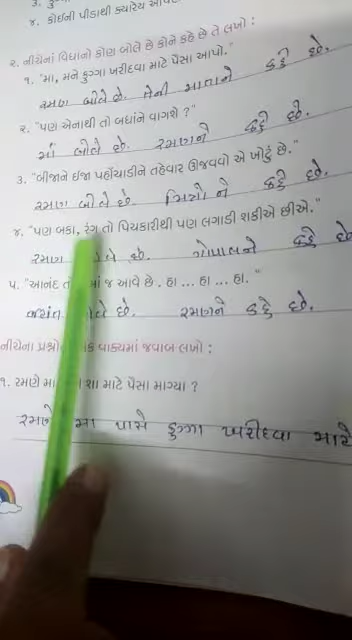 ૪. કોઈની પીડાથી ક્યારેય
૨. નીચેનાં વિધાનો કોણ બોલે છે કોને કહે છે તે લખો :
૧. "મા, મને ફુગ્ગા ખરીદવા માટે પૈસા આપો."
રમણ બોલે છે. તેની માતાને કહે છે.
૨. "પણ એનાથી તો બધાંને વાગશે ?"
માં બોલે છે. રમણને કહે છે.
૩. "બીજાને ઈજા પહોંચાડીને તહેવાર ઊજવવો એ ખોટું છે."
રમણ બોલે છે. મિત્રોને કહે છે.
૪. "પણ બકા, રંગ તો પિચકારીથી પણ લગાડી શકીએ છીએ."
રમણ છે. ગોપાલને કહે છે.
૫. "આનંદ જ આવે છે. હા ... હા ... હા. "
છે. રમણને કહે છે.
નીચેના વાક્યમાં જવાબ લખો :
૧. રમણે શા માટે પૈસા માગ્યા ?
રમણે મા પાસે ફુગ્ગા ખરીદવા માટે